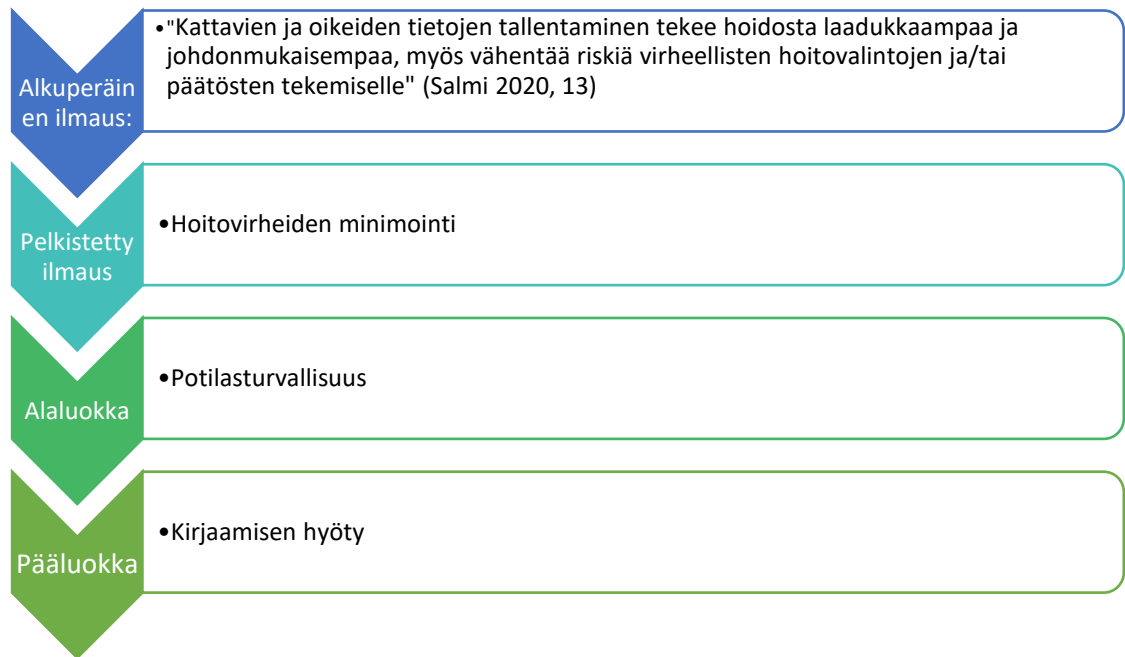 Alkuperäin
en ilmaus:
•"Kattavien ja oikeiden tietojen tallentaminen tekee hoidosta laadukkaampaa ja
johdonmukaisempaa, myös vähentää riskiä virheellisten hoitovalintojen ja/tai
päätösten tekemiselle" (Salmi 2020, 13)
Pelkistetty
ilmaus
•Hoitovirheiden minimointi
Alaluokka
•Potilasturvallisuus
Pääluokka
•Kirjaamisen hyöty